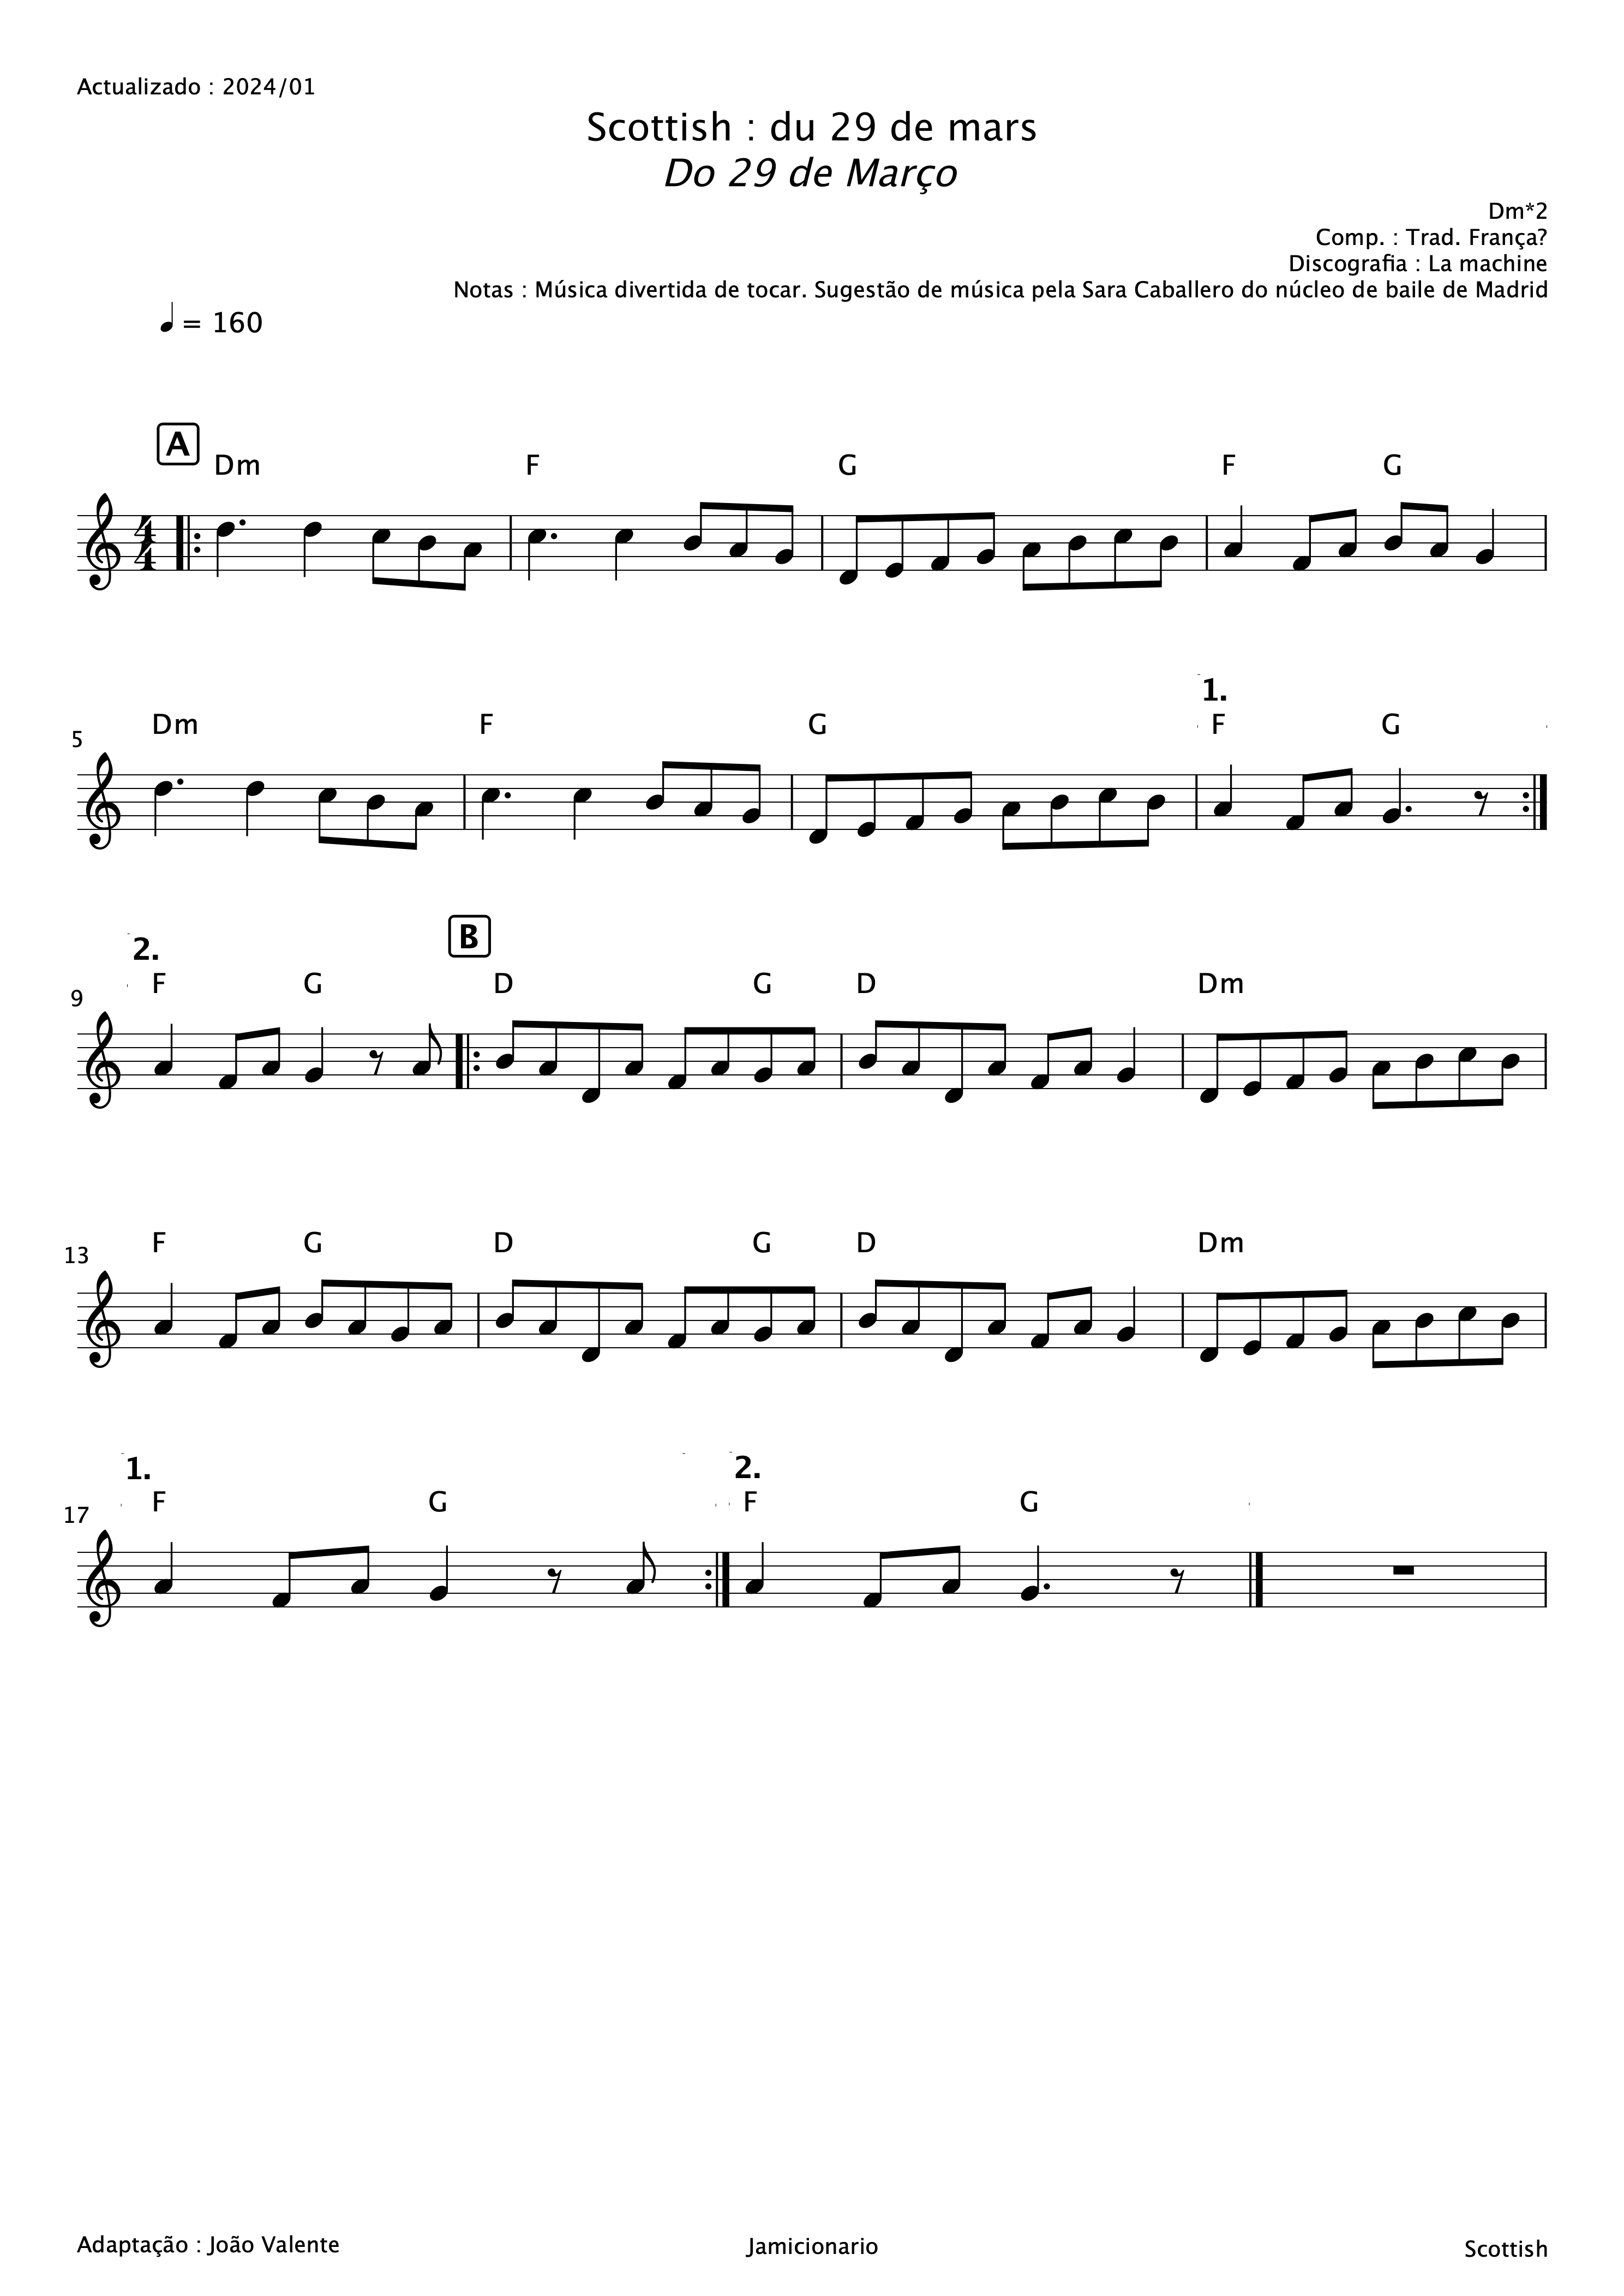 Actualizado : 2024/01
Scottish : du 29 de mars
Do 29 de Março
Dm*2
Comp. : Trad. França?
Discografia : La machine
Notas : Música divertida de tocar. Sugestão de música pela Sara Caballero do núcleo de baile de Madrid
= 160
A
Dm F G F G
4
4
1.
Dm F G F G
5
2. B
F G D G D Dm
9
F G D G D Dm
13
1. 2.
F G F G
17
Adaptação : João Valente Jamicionario Scottish